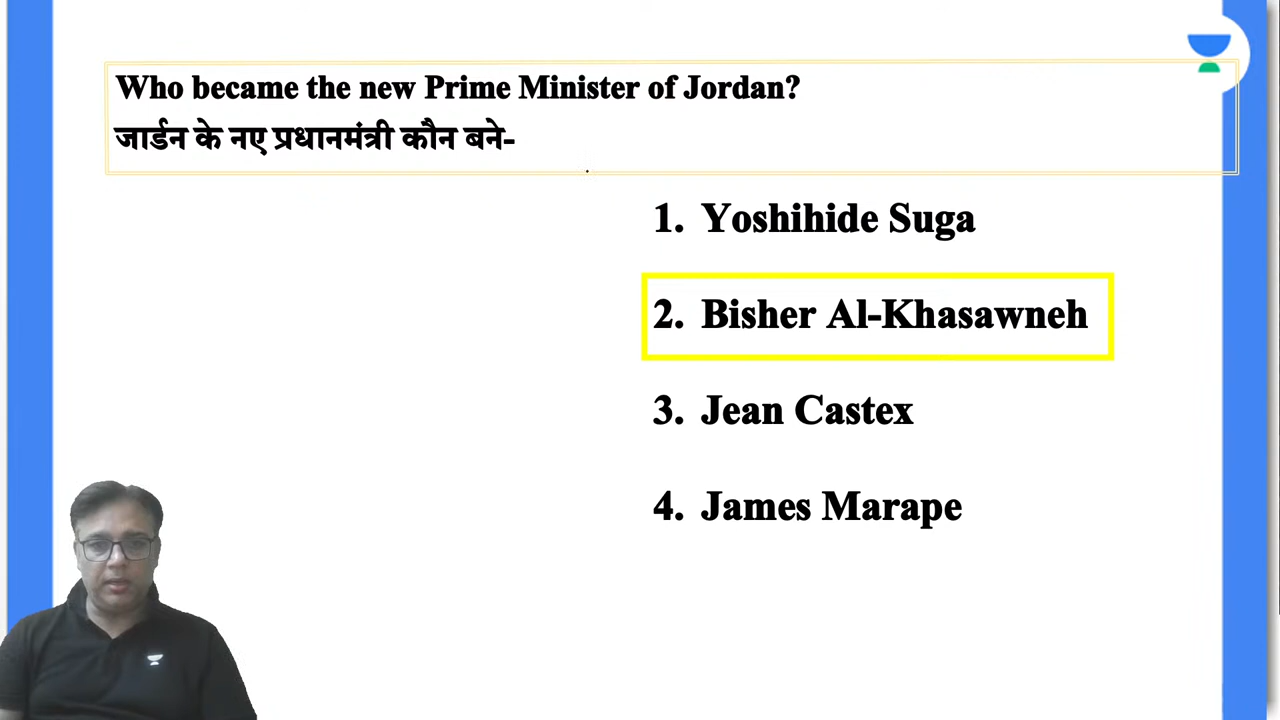 Who became the new Prime Minister of Jordan?
जार्डन के नए प्रधानमंत्री कौन बने-
1. Yoshihide Suga
2. Bisher Al-Khasawneh
3. Jean Castex
4. James Marape